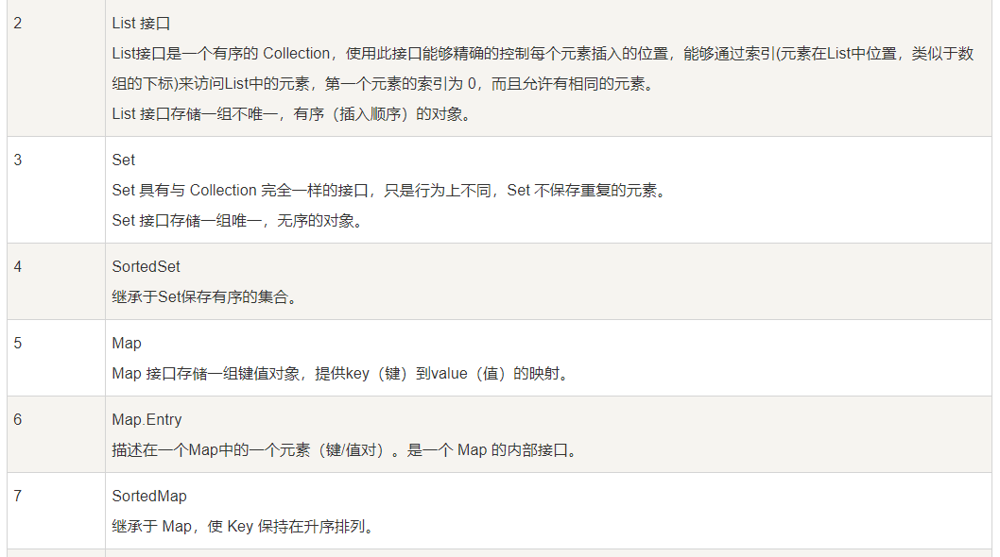 2
List 接口
List接口是一个有序的 Collection，使用此接口能够精确的控制每个元素插入的位置，能够通过索引(元素在List中位置，类似于数
组的下标)来访问List中的元素，第一个元素的索引为 0，而且允许有相同的元素。
List 接口存储一组不唯一，有序（插入顺序）的对象。
3
Set
Set 具有与 Collection 完全一样的接口，只是行为上不同，Set 不保存重复的元素。
Set 接口存储一组唯一，无序的对象。
4
SortedSet
继承于Set保存有序的集合。
5
Map
Map 接口存储一组键值对象，提供key（键）到value（值）的映射。
6
Map.Entry
描述在一个Map中的一个元素（键/值对）。是一个 Map 的内部接口。
7
SortedMap
继承于 Map，使 Key 保持在升序排列。